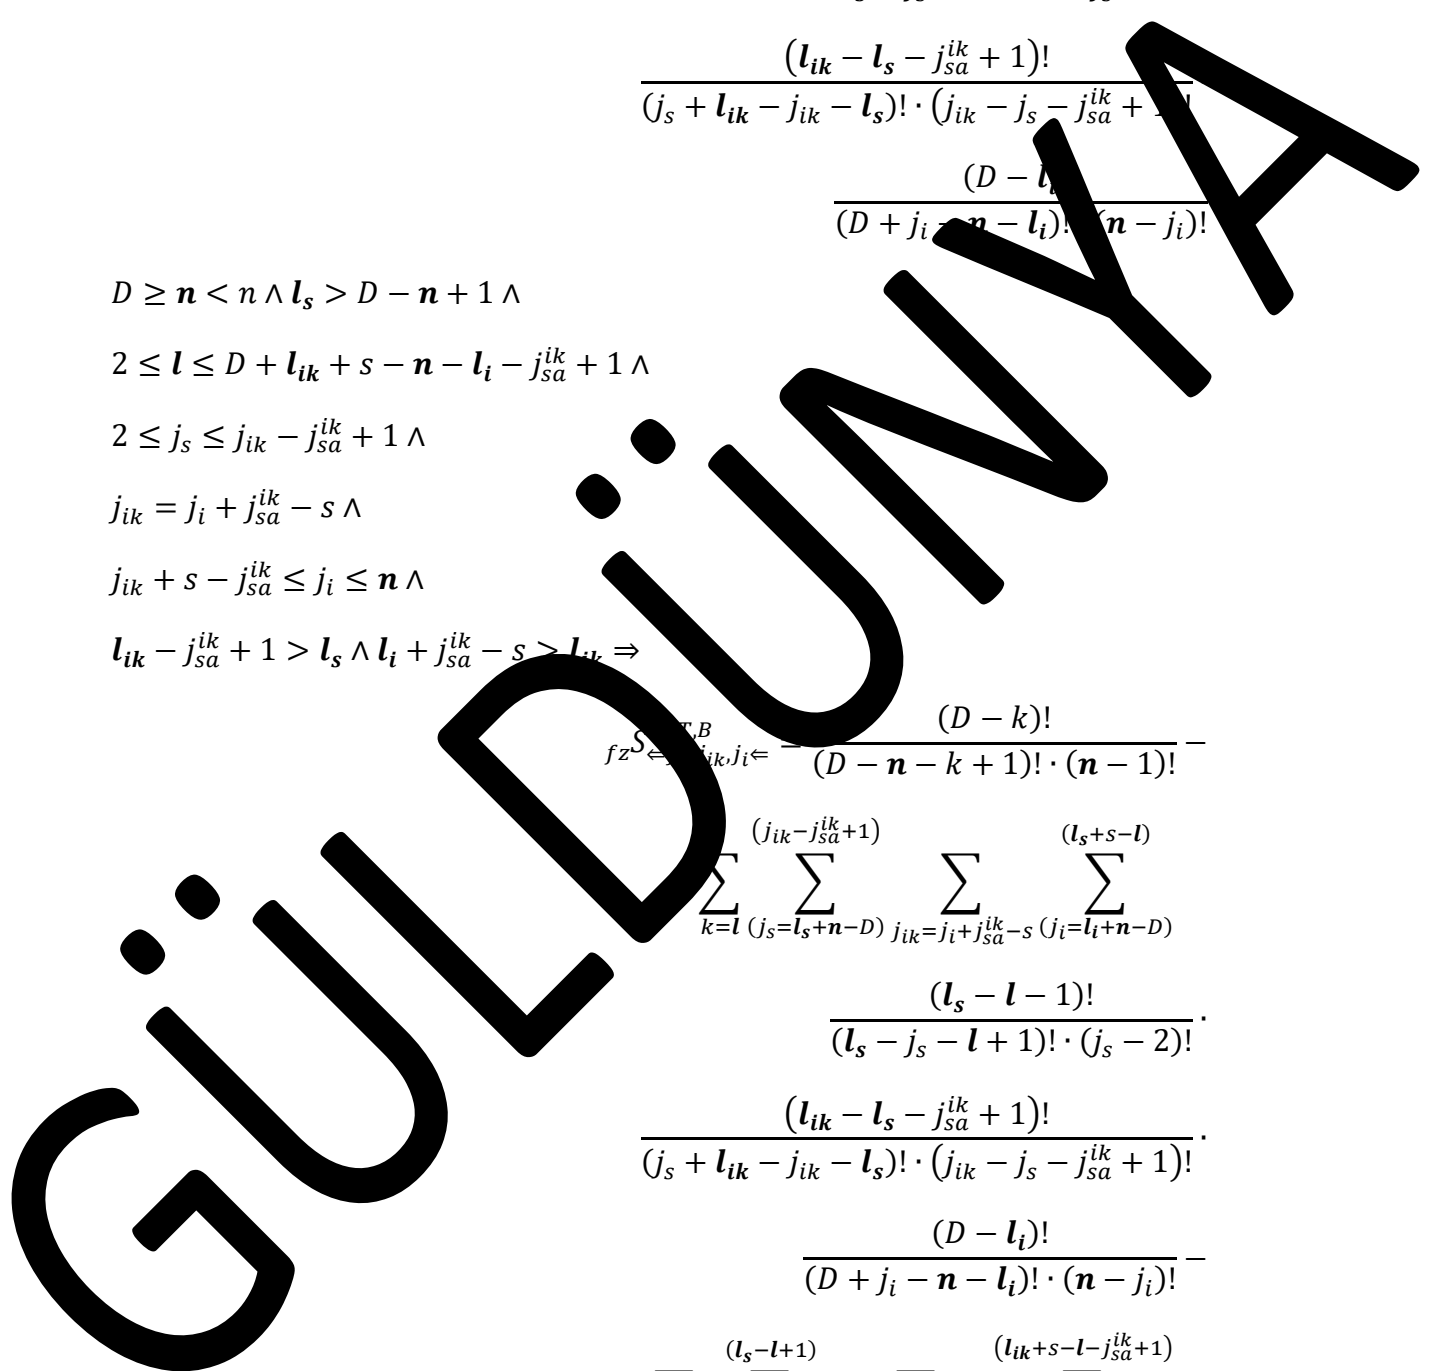 (l_ik − l_s − j_sa^ik + 1)!
(j_s + l_ik − j_ik − l_s)! · (j_ik − j_s − j_sa^ik +
(D −
(D + j_i − n − l_i)! (n − j_i)!
D ≥ n < n ∧ l_s > D − n + 1 ∧
2 ≤ l ≤ D + l_ik + s − n − l_i − j_sa^ik + 1 ∧
2 ≤ j_s ≤ j_ik − j_sa^ik + 1 ∧
j_ik = j_i + j_sa^ik − s ∧
j_ik + s − j_sa^ik ≤ j_i ≤ n ∧
l_ik − j_sa^ik + 1 > l_s ∧ l_i + j_sa^ik − s > l_ik ⇒
(D − k)!
fz S ,B ik,j_i⇐ = (D − n − k + 1)! · (n − 1)! −
(j_ik−j_sa^ik+1) (l_s+s−l)
∑ ∑ ∑ ∑
k=l (j_s=l_s+n−D) j_ik=j_i+j_sa^ik−s (j_i=l_i+n−D)
(l_s − l − 1)!
(l_s − j_s − l + 1)! · (j_s − 2)! ·
(l_ik − l_s − j_sa^ik + 1)!
(j_s + l_ik − j_ik − l_s)! · (j_ik − j_s − j_sa^ik + 1)! ·
(D − l_i)!
(D + j_i − n − l_i)! · (n − j_i)! −
(l_s−l+1) (l_ik+s−l−j_sa^ik+1)
GÜLDÜNYA